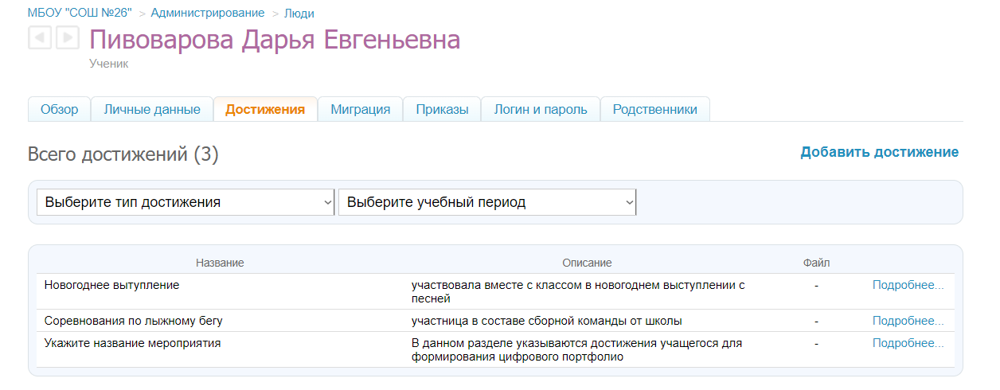 МБОУ "СОШ №26" > Администрирование > Люди
Пивоварова Дарья Евгеньевна
Ученик
Обзор Личные данные Достижения Миграция Приказы Логин и пароль Родственники
Всего достижений (3) Добавить достижение
Выберите тип достижения Выберите учебный период
Название Описание Файл
Новогоднее вытупление участвовала вместе с классом в новогоднем выступлении с - Подробнее...
песней
Соревнования по лыжному бегу участница в составе сборной команды от школы - Подробнее...
Укажите название мероприятия В данном разделе указываются достижения учащегося для - Подробнее...
формирования цифрового портфолио